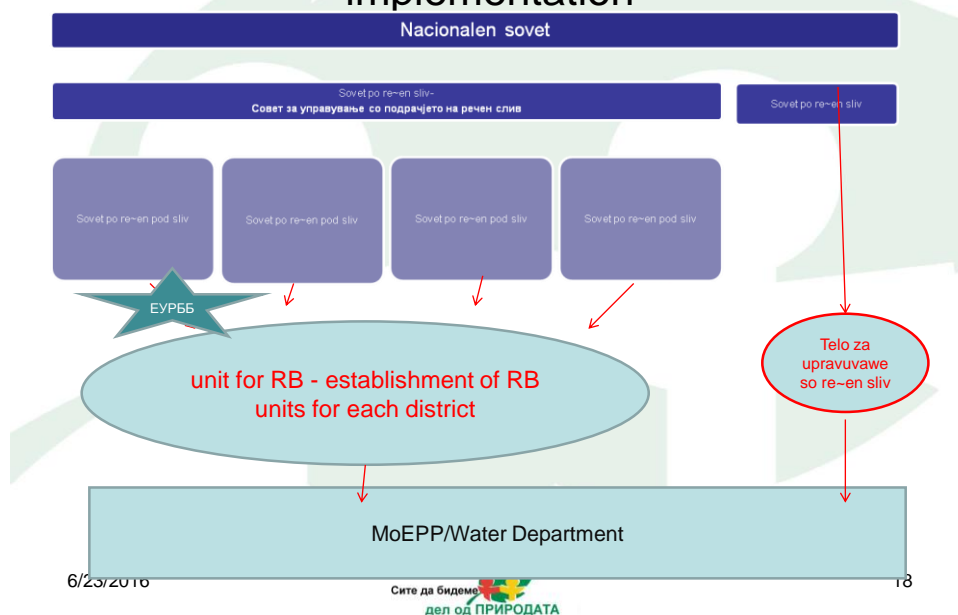 implementation
Nacionalen sovet
Sovet po re~en sliv-
Совет за управување со подрачјето на речен слив
Sovet po re~en sliv
Sovet po re~en pod sliv
Sovet po re~en pod sliv
Sovet po re~en pod sliv
Sovet po re~en pod sliv
ЕУРББ
unit for RB - establishment of RB
units for each district
Telo za
upravuvawe
so re~en sliv
MoEPP/Water Department
6/23/2016
Сите да бидеме
дел од ПРИРОДАТА
18